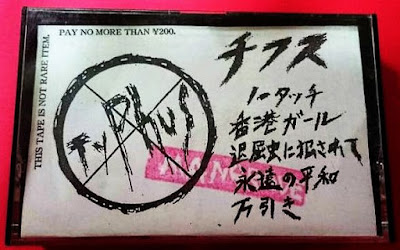 PAY NO MORE THAN ¥200.
THIS TAPE IS NOT RARE ITEM.
TYPHUS
チフス
ノータッチ
香港ガール
退屈虫に犯されて
永遠の平和
万引き